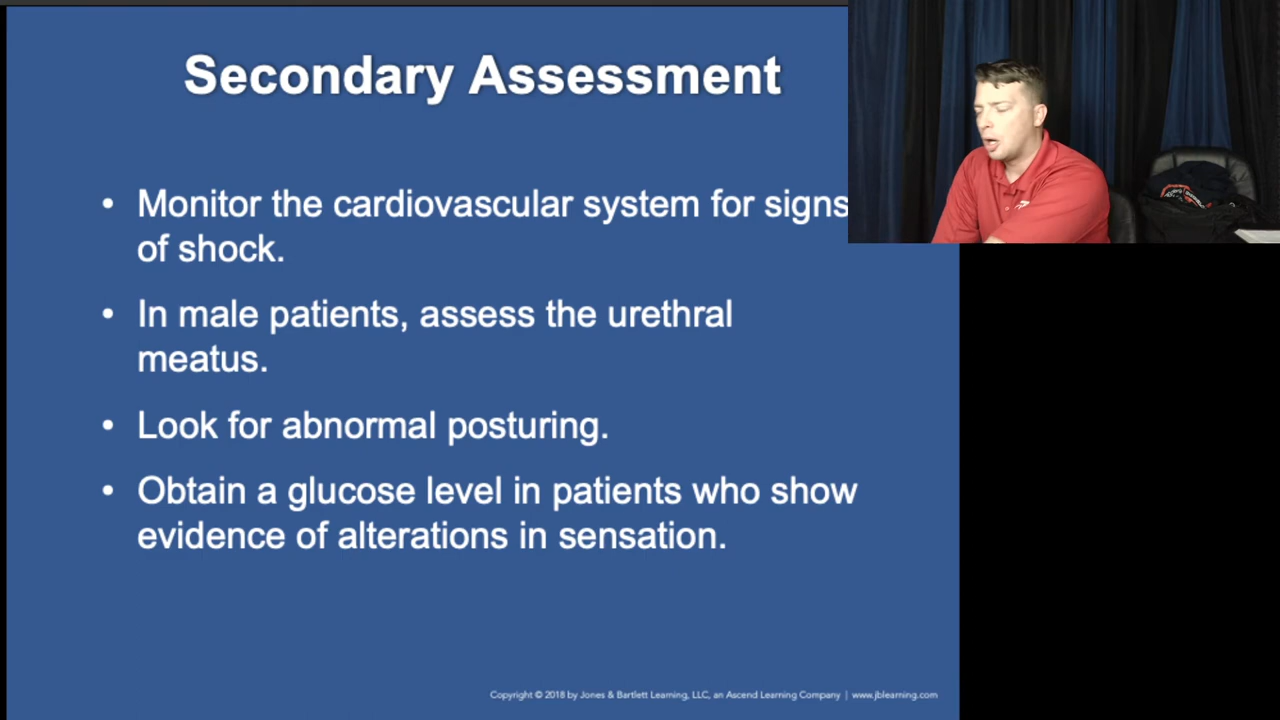 Secondary Assessment
• Monitor the cardiovascular system for signs
of shock.
• In male patients, assess the urethral
meatus.
• Look for abnormal posturing.
• Obtain a glucose level in patients who show
evidence of alterations in sensation.
Copyright © 2018 by Jones & Bartlett Learning, LLC, an Ascend Learning Company | www.jblearning.com